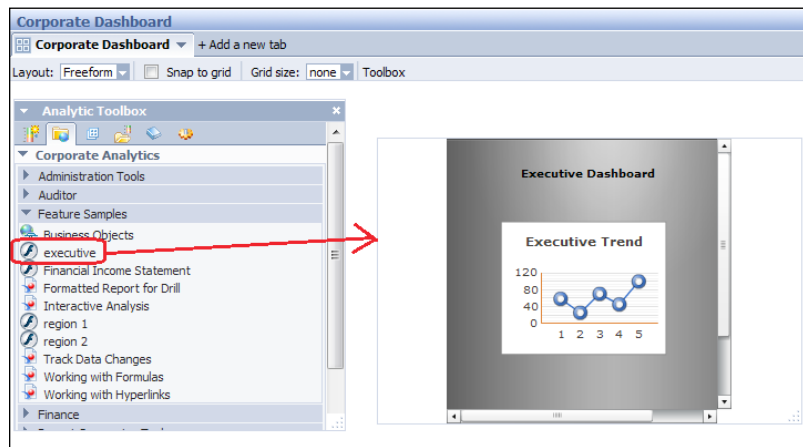 Corporate Dashboard
Corporate Dashboard + Add a new tab
Layout: Freeform Snap to grid Grid size: none Toolbox
Analytic Toolbox
Corporate Analytics
Administration Tools
Auditor
Feature Samples
Business Objects
executive
Financial Income Statement
Formatted Report for Drill
Interactive Analysis
region 1
region 2
Track Data Changes
Working with Formulas
Working with Hyperlinks
Finance
Executive Dashboard
Executive Trend
120
80
40
0
1 2 3 4 5